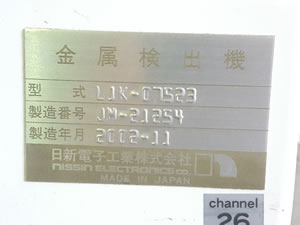 金属検出機
型式 L1K-07523
製造番号 JM-21254
製造年月 2002-11
日新電子工業株式会社
NISSIN ELECTRONICS CO.
MADE IN JAPAN
channel
26